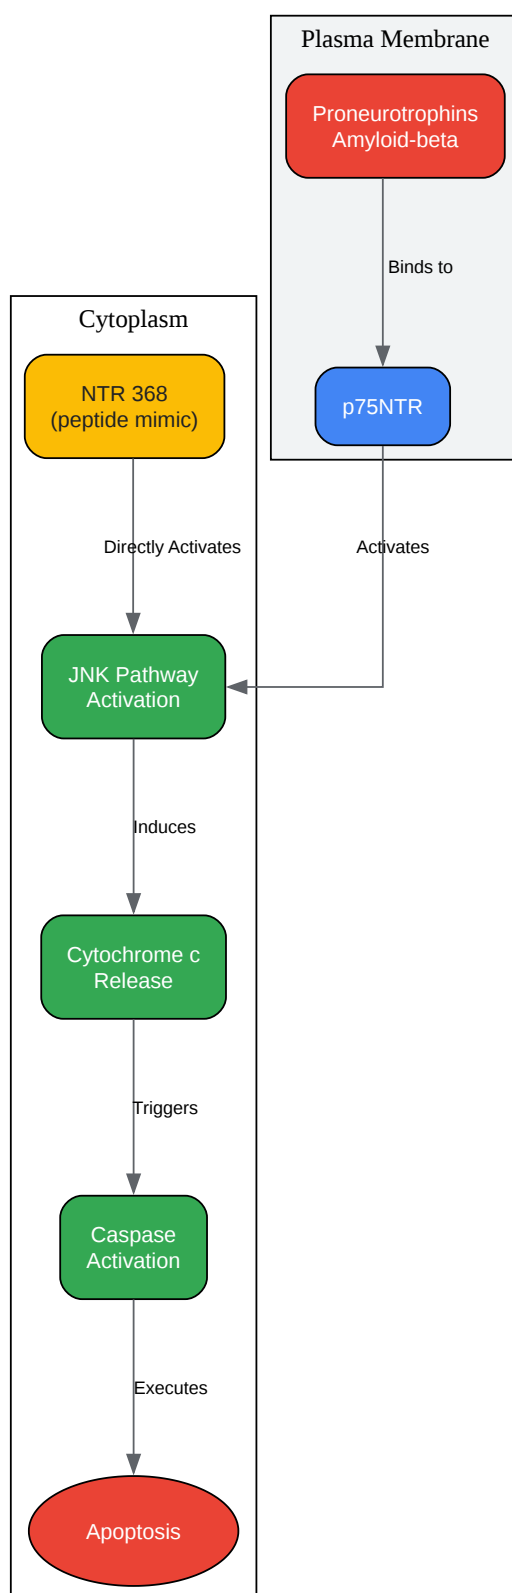 Plasma Membrane
Proneurotrophins
Amyloid-beta
Binds to
p75NTR
Activates
Cytoplasm
NTR 368
(peptide mimic)
Directly Activates
JNK Pathway
Activation
Induces
Cytochrome c
Release
Triggers
Caspase
Activation
Executes
Apoptosis